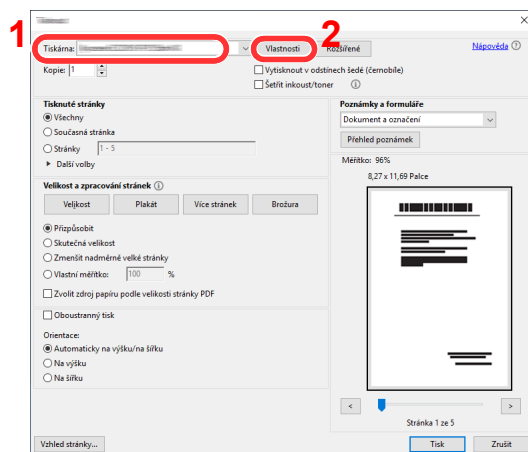 1
2
Tiskárna:
Vlastnosti
Rozšířené
Nápověda
Kopie: 1
Vytisknout v odstínech šedé (černobíle)
Šetřit inkoust/toner
Tisknuté stránky
Všechny
Současná stránka
Stránky 1 - 5
Další volby
Poznámky a formuláře
Dokument a označení
Přehled poznámek
Měřítko: 96%
8,27 x 11,69 Palce
Velikost a zpracování stránek
Velikost Plakát Více stránek Brožura
Přizpůsobit
Skutečná velikost
Zmenšit nadměrně velké stránky
Vlastní měřítko: 100 %
Zvolit zdroj papíru podle velikosti stránky PDF
Oboustranný tisk
Orientace:
Automaticky na výšku/na šířku
Na výšku
Na šířku
< >
Stránka 1 ze 5
Vzhled stránky...
Tisk
Zrušit